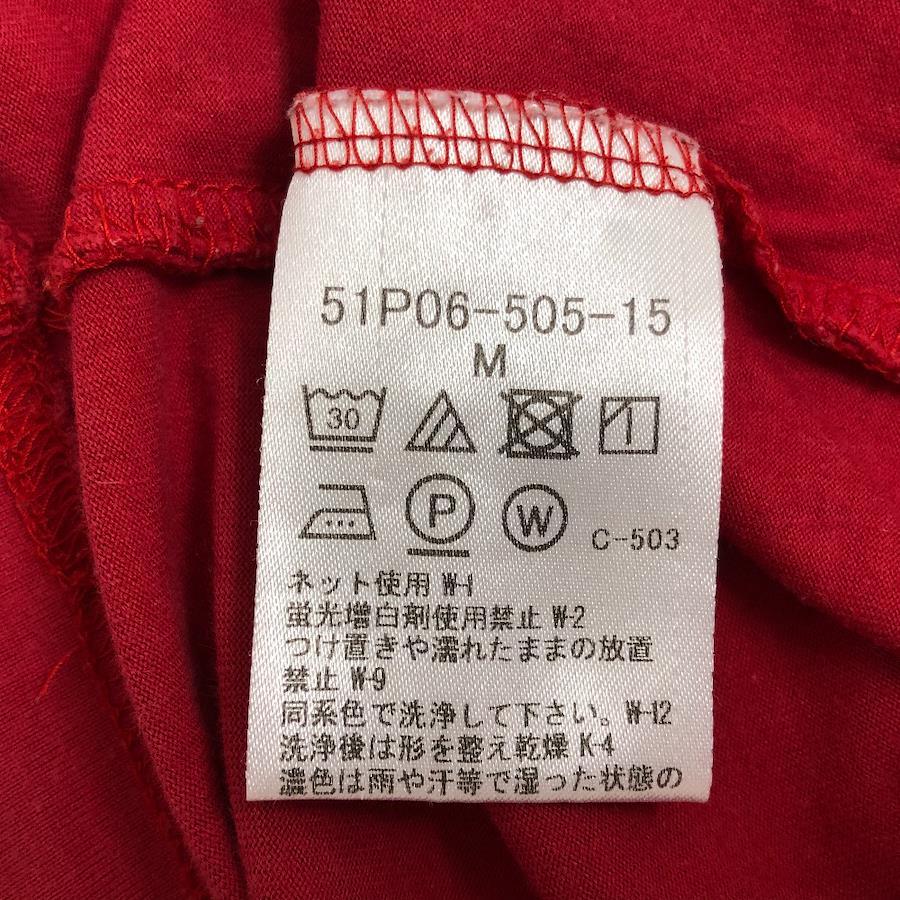 51P06-505-15
M
30
P W C-503
ネット使用 W-1
蛍光増白剤使用禁止 W-2
つけ置きや濡れたままの放置
禁止 W-9
同系色で洗浄して下さい。W-12
洗浄後は形を整え乾燥 K-4
濃色は雨や汗等で湿った状態の